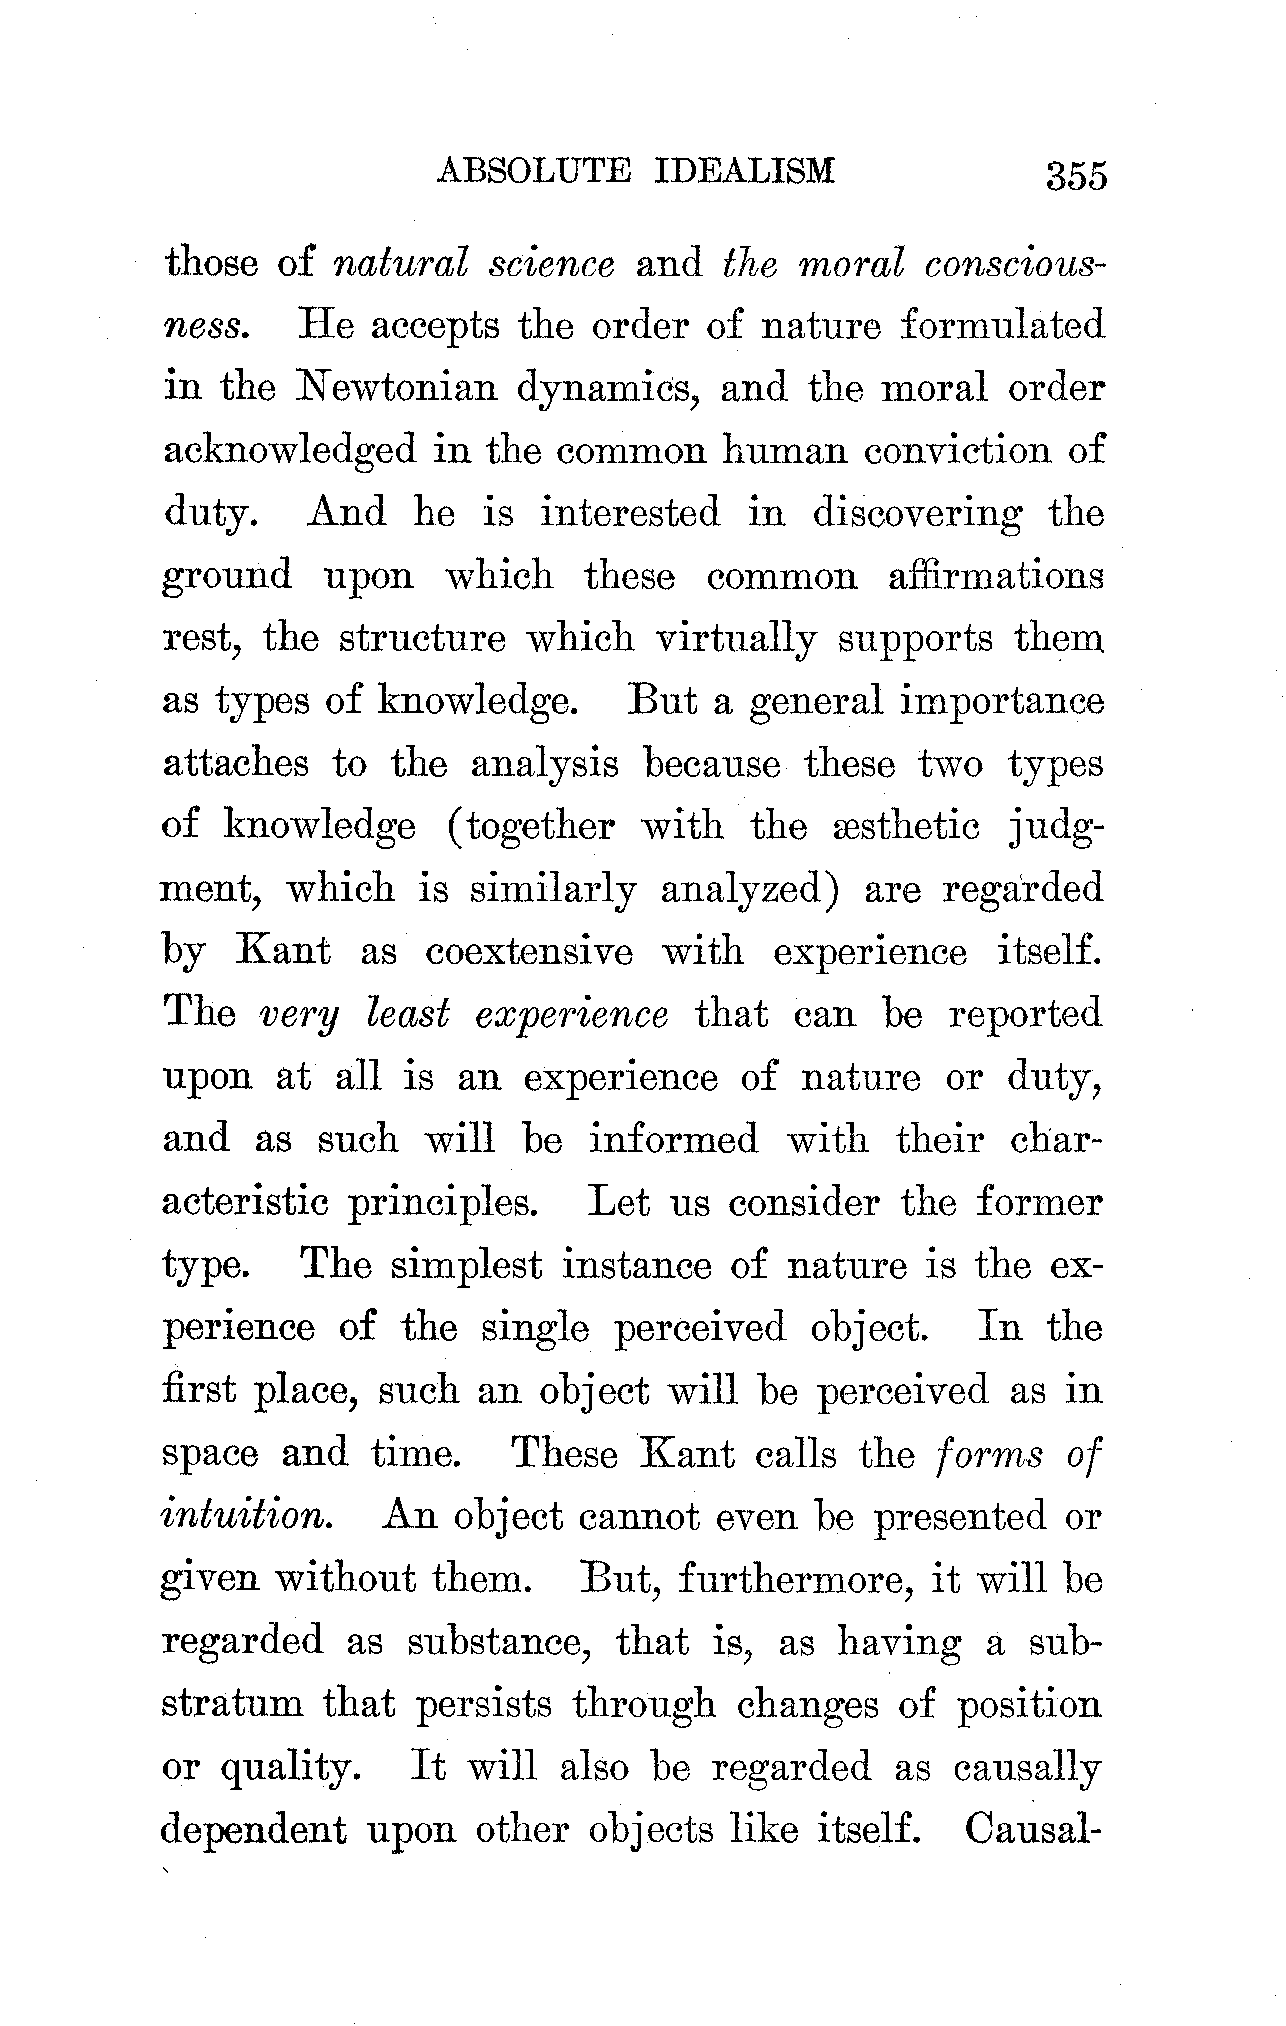 ABSOLUTE IDEALISM 355
those of natural science and the moral conscious-
ness. He accepts the order of nature formulated
in the Newtonian dynamics, and the moral order
acknowledged in the common human conviction of
duty. And he is interested in discovering the
ground upon which these common affirmations
rest, the structure which virtually supports them
as types of knowledge. But a general importance
attaches to the analysis because these two types
of knowledge (together with the æsthetic judg-
ment, which is similarly analyzed) are regarded
by Kant as coextensive with experience itself.
The very least experience that can be reported
upon at all is an experience of nature or duty,
and as such will be informed with their char-
acteristic principles. Let us consider the former
type. The simplest instance of nature is the ex-
perience of the single perceived object. In the
first place, such an object will be perceived as in
space and time. These Kant calls the forms of
intuition. An object cannot even be presented or
given without them. But, furthermore, it will be
regarded as substance, that is, as having a sub-
stratum that persists through changes of position
or quality. It will also be regarded as causally
dependent upon other objects like itself. Causal-